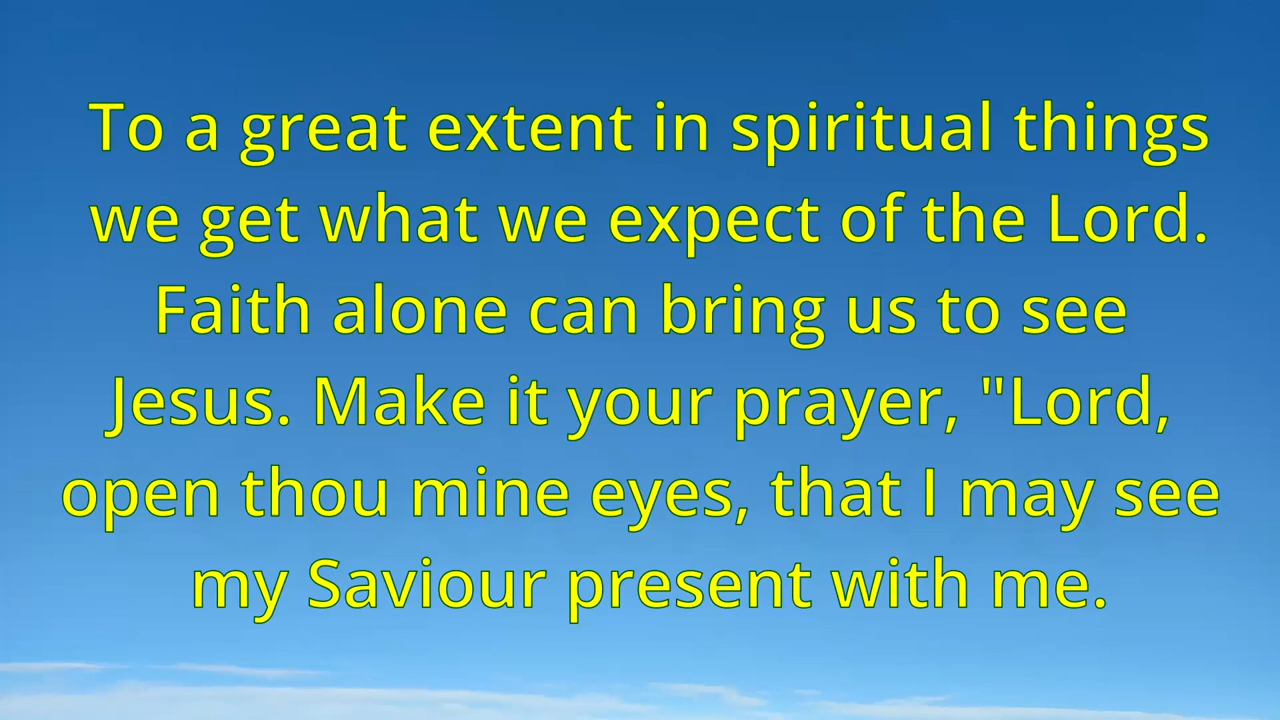 To a great extent in spiritual things
we get what we expect of the Lord.
Faith alone can bring us to see
Jesus. Make it your prayer, "Lord,
open thou mine eyes, that I may see
my Saviour present with me.